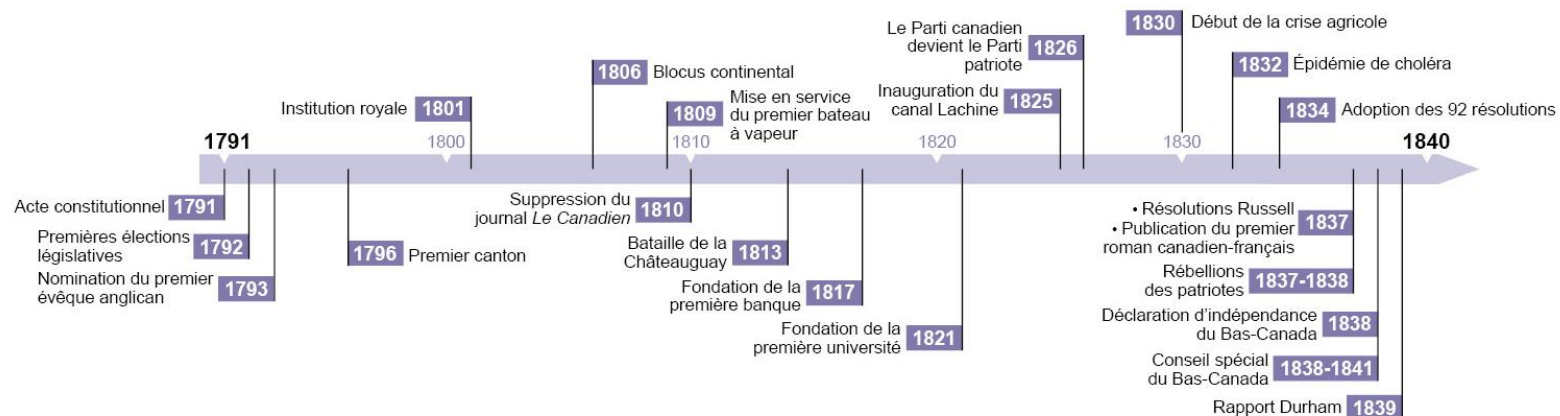 1830 Début de la crise agricole
Le Parti canadien
devient le Parti
patriote
1826
1832 Épidémie de choléra
1806 Blocus continental
Institution royale 1801
1809 Mise en service
du premier bateau
à vapeur
Inauguration du
canal Lachine
1825
1834 Adoption des 92 résolutions
1791 1800 1810 1820 1830 1840
Acte constitutionnel 1791
Premières élections
législatives
1792
Nomination du premier
évêque anglican
1793
1796 Premier canton
Suppression du
journal Le Canadien
1810
Bataille de la
Châteauguay
1813
Fondation de la
première banque
1817
Fondation de la
première université
1821
• Résolutions Russell
• Publication du premier
roman canadien-français
1837
Rébellions
des patriotes
1837-1838
Déclaration d'indépendance
du Bas-Canada
1838
Conseil spécial
du Bas-Canada
1838-1841
Rapport Durham 1839